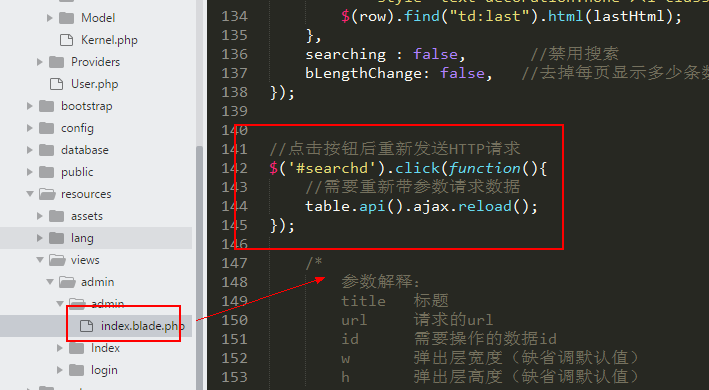 Model
Kernel.php
Providers
User.php
bootstrap
config
database
public
resources
assets
lang
views
admin
admin
index.blade.php
Index
login
134 $(row).find("td:last").html(lastHtml);
135 },
136 searching : false, //禁用搜索
137 bLengthChange: false, //去掉每页显示多少条数
138 });
139
140
141 //点击按钮后重新发送HTTP请求
142 $('#searchd').click(function(){
143 //需要重新带参数请求数据
144 table.api().ajax.reload();
145 });
146
147 /*
148 参数解释:
149 title 标题
150 url 请求的url
151 id 需要操作的数据id
152 w 弹出层宽度（缺省调默认值）
153 h 弹出层高度（缺省调默认值）